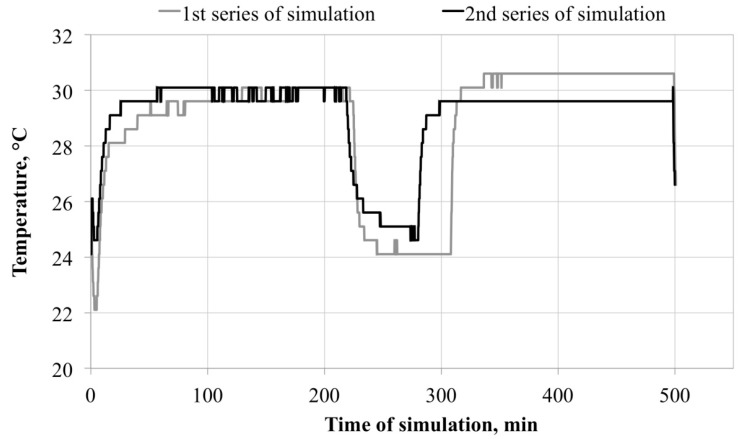 1st series of simulation 2nd series of simulation
32
30
28
26
24
22
20
Temperature, °C
0 100 200 300 400 500
Time of simulation, min